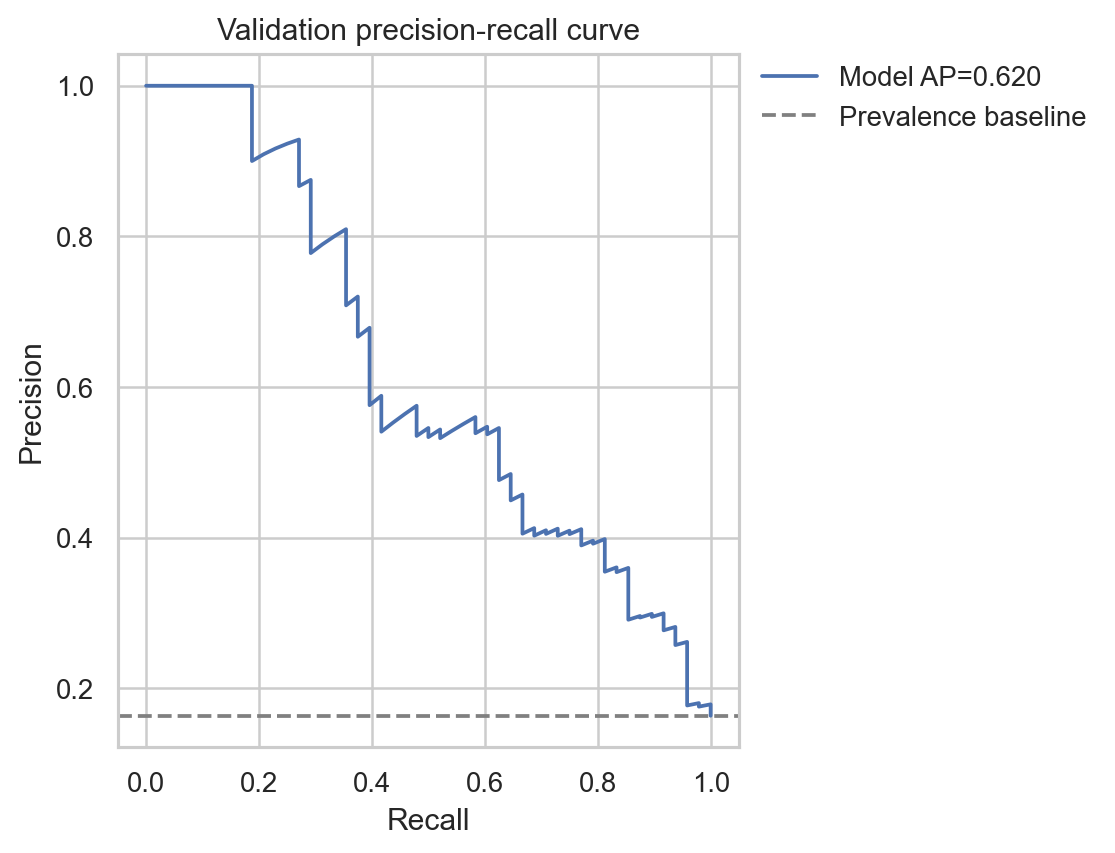 Validation precision-recall curve
Model AP=0.620
Prevalence baseline
Precision
1.0
0.8
0.6
0.4
0.2
0.0 0.2 0.4 0.6 0.8 1.0
Recall